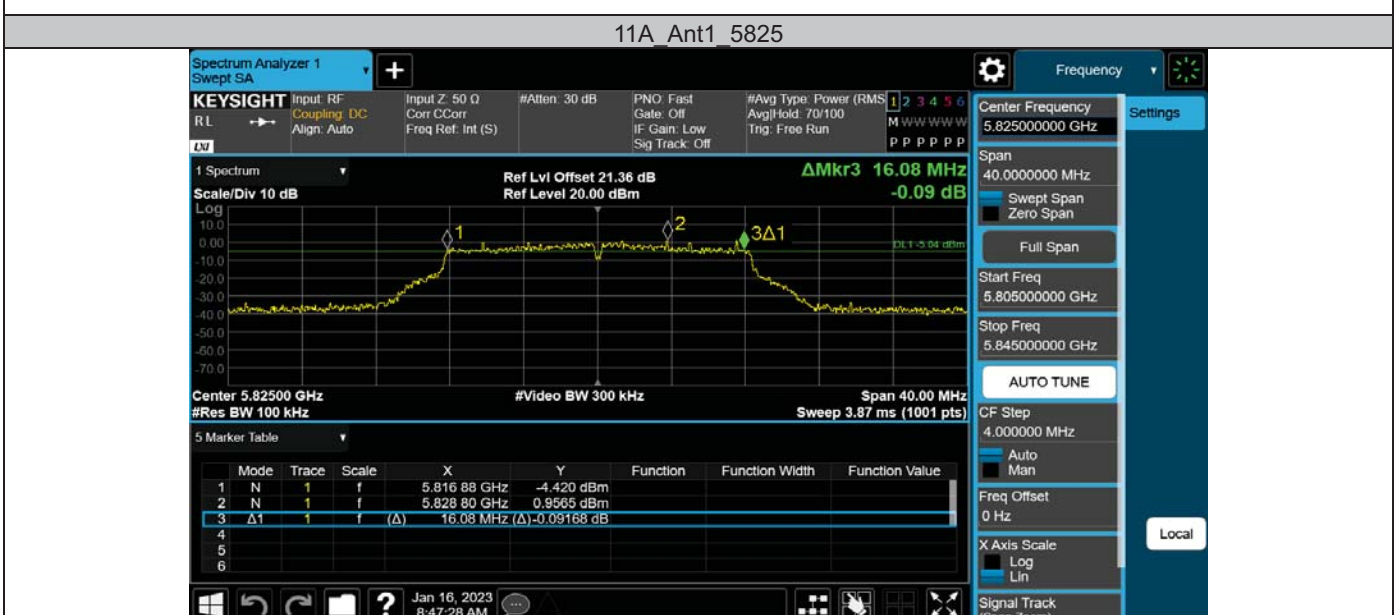 11A_Ant1_5825
Spectrum Analyzer 1
Swept SA
Frequency
KEYSIGHT
RL
LXI
Input: RF
Coupling: DC
Align: Auto
Input Z: 50 Ω
Corr CCorr
Freq Ref: Int (S)
#Atten: 30 dB
PNO: Fast
Gate: Off
IF Gain: Low
Sig Track: Off
#Avg Type: Power (RMS
Avg|Hold: 70/100
Trig: Free Run
1 2 3 4 5 6
M W W W W W
P P P P P P
Center Frequency
5.825000000 GHz
Settings
1 Spectrum
Scale/Div 10 dB
Ref Lvl Offset 21.36 dB
Ref Level 20.00 dBm
ΔMkr3 16.08 MHz
-0.09 dB
Log
10.0
0.00
-10.0
-20.0
-30.0
-40.0
-50.0
-60.0
-70.0
1
2
3Δ1
DL1 -5.04 dBm
Center 5.82500 GHz
#Res BW 100 kHz
#Video BW 300 kHz
Span 40.00 MHz
Sweep 3.87 ms (1001 pts)
Span
40.0000000 MHz
Swept Span
Zero Span
Full Span
Start Freq
5.805000000 GHz
Stop Freq
5.845000000 GHz
AUTO TUNE
CF Step
4.000000 MHz
Auto
Man
Freq Offset
0 Hz
X Axis Scale
Log
Lin
Signal Track
(Span Zoom)
Local
5 Marker Table
Mode Trace Scale X Y Function Function Width Function Value
1 N 1 f 5.816 88 GHz -4.420 dBm
2 N 1 f 5.828 80 GHz 0.9565 dBm
3 Δ1 1 f (Δ) 16.08 MHz (Δ) -0.09168 dB
4
5
6
?
Jan 16, 2023
8:47:28 AM